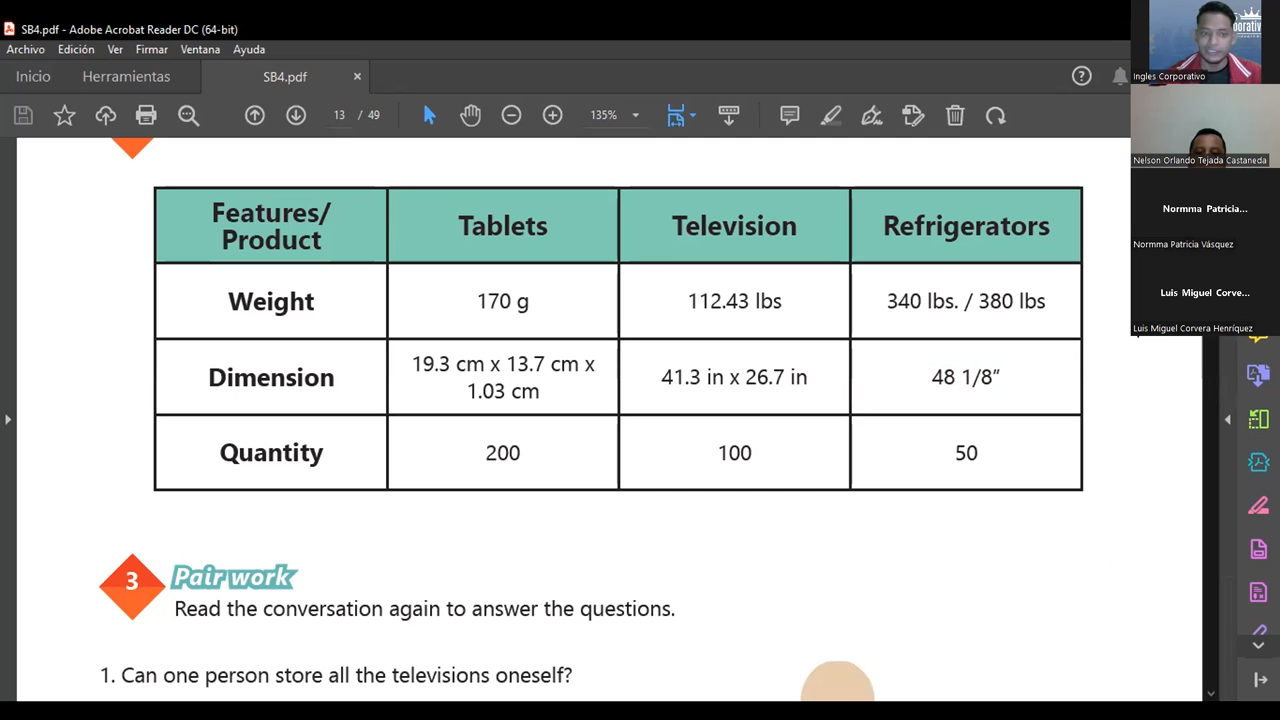 SB4.pdf - Adobe Acrobat Reader DC (64-bit)
Archivo Edición Ver Firmar Ventana Ayuda
Inicio Herramientas SB4.pdf ×
13 / 49 135%
Features/
Product
Tablets Television Refrigerators
Weight 170 g 112.43 lbs 340 lbs. / 380 lbs
Dimension 19.3 cm x 13.7 cm x
1.03 cm
41.3 in x 26.7 in 48 1/8”
Quantity 200 100 50
3 Pair work
Read the conversation again to answer the questions.
1. Can one person store all the televisions oneself?
Ingles Corporativo
Nelson Orlando Tejada Castaneda
Normma Patricia...
Normma Patricia Vásquez
Luis Miguel Corve...
Luis Miguel Corvera Henríquez